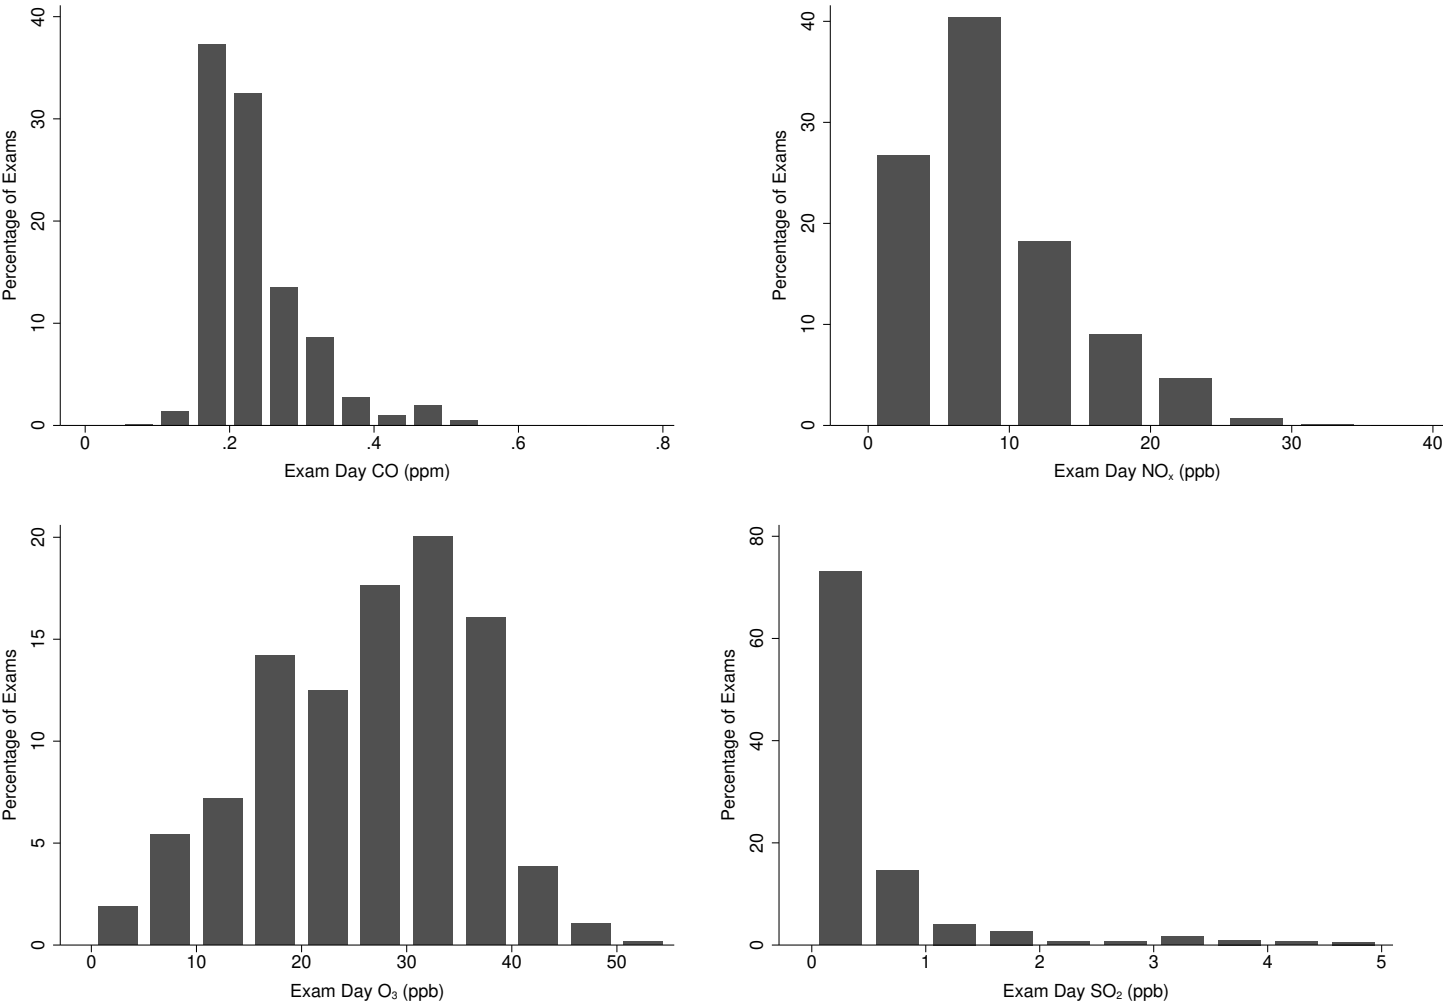 Percentage of Exams
40
30
20
10
0
0 .2 .4 .6 .8
Exam Day CO (ppm)
Percentage of Exams
40
30
20
10
0
0 10 20 30 40
Exam Day NOₓ (ppb)
Percentage of Exams
20
15
10
5
0
0 10 20 30 40 50
Exam Day O₃ (ppb)
Percentage of Exams
80
60
40
20
0
0 1 2 3 4 5
Exam Day SO₂ (ppb)